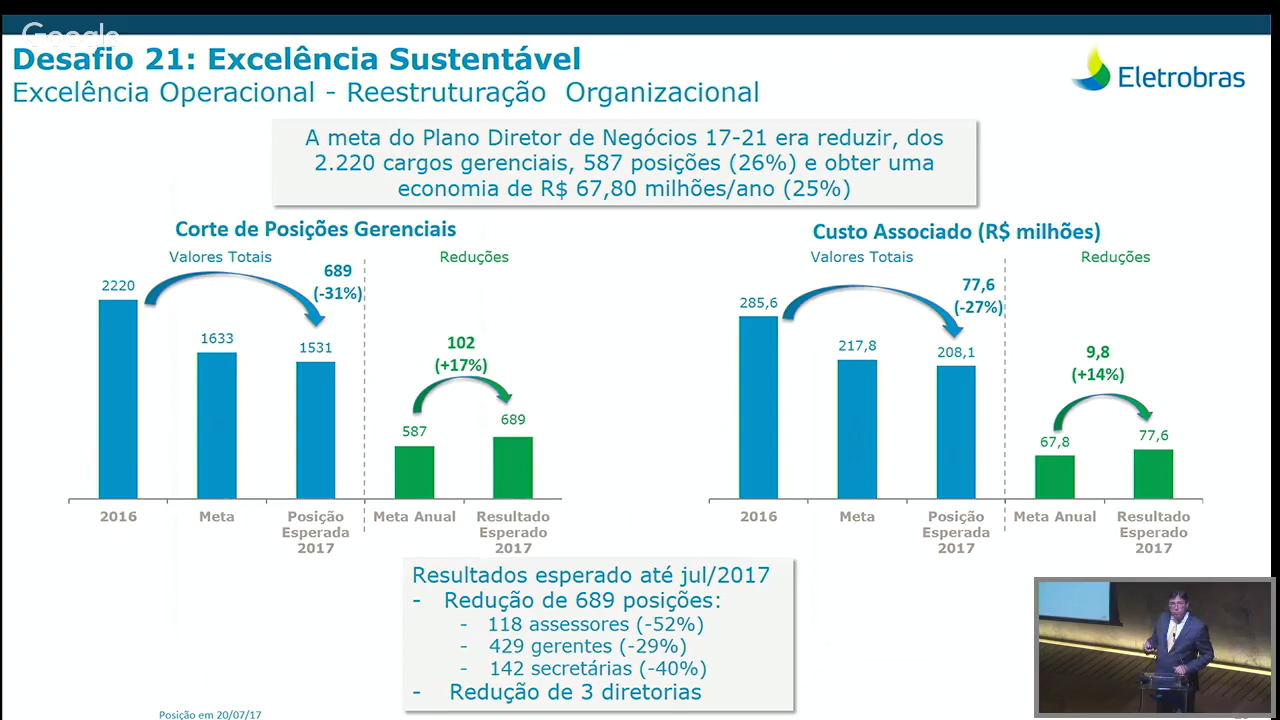 Google
Desafio 21: Excelência Sustentável
Excelência Operacional - Reestruturação Organizacional
Eletrobras
A meta do Plano Diretor de Negócios 17-21 era reduzir, dos
2.220 cargos gerenciais, 587 posições (26%) e obter uma
economia de R$ 67,80 milhões/ano (25%)
Corte de Posições Gerenciais
Valores Totais
Reduções
689
(-31%)
2220
1633
1531
102
(+17%)
587
689
2016
Meta
Posição
Esperada
2017
Meta Anual
Resultado
Esperado
2017
Custo Associado (R$ milhões)
Valores Totais
Reduções
77,6
(-27%)
285,6
217,8
208,1
9,8
(+14%)
67,8
77,6
2016
Meta
Posição
Esperada
2017
Meta Anual
Resultado
Esperado
2017
Resultados esperado até jul/2017
- Redução de 689 posições:
- 118 assessores (-52%)
- 429 gerentes (-29%)
- 142 secretárias (-40%)
- Redução de 3 diretorias
Posição em 20/07/17